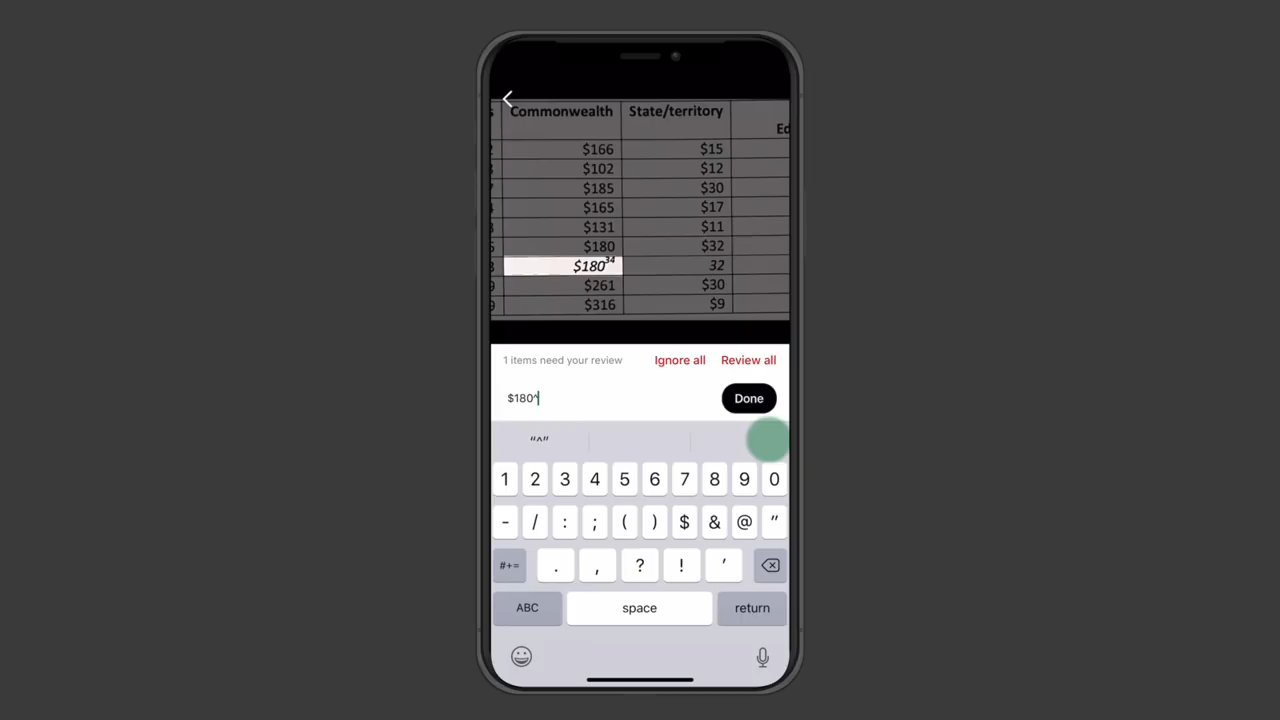 Commonwealth State/territory
Ed
$166 $15
$102 $12
$185 $30
$165 $17
$131 $11
$180 $32
$180³⁴ 32
9 $261 $30
9 $316 $9
1 items need your review Ignore all Review all
$180^ Done
"^"
1 2 3 4 5 6 7 8 9 0
- / : ; ( ) $ & @ "
#+= . , ? ! ’
ABC space return